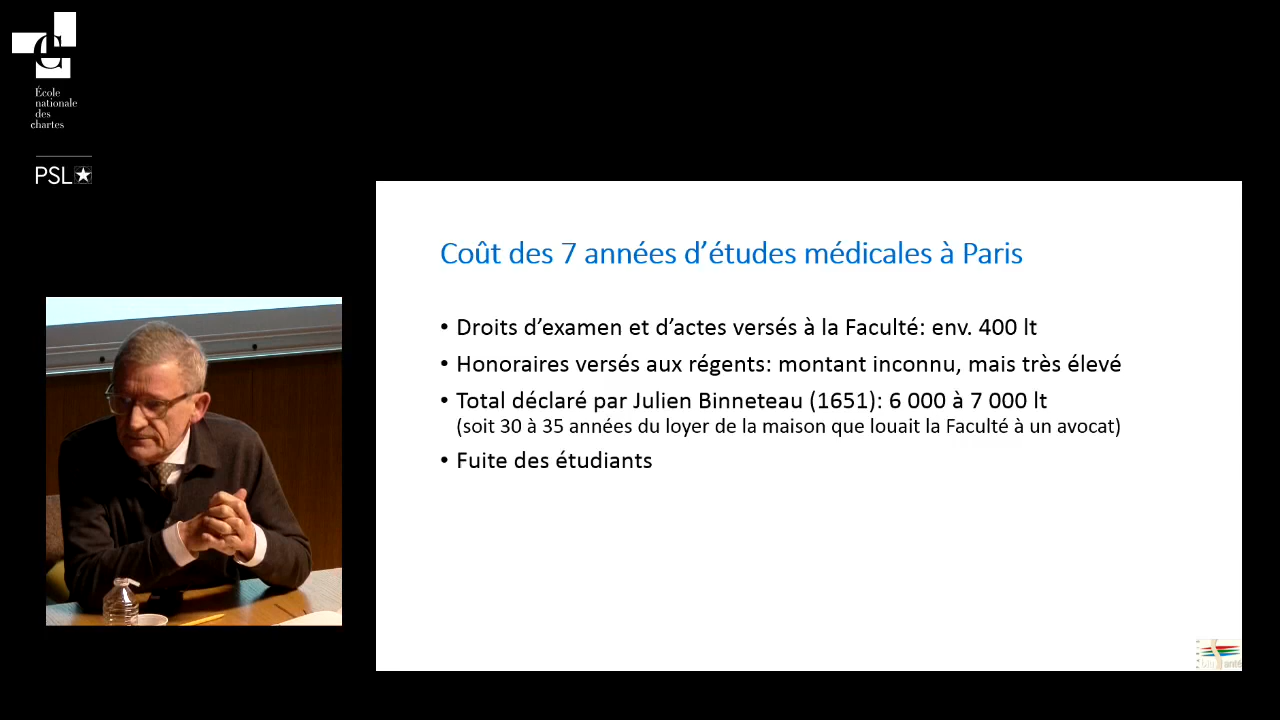 École
nationale
des
chartes
PSL
Coût des 7 années d’études médicales à Paris
• Droits d’examen et d’actes versés à la Faculté: env. 400 lt
• Honoraires versés aux régents: montant inconnu, mais très élevé
• Total déclaré par Julien Binneteau (1651): 6 000 à 7 000 lt
(soit 30 à 35 années du loyer de la maison que louait la Faculté à un avocat)
• Fuite des étudiants